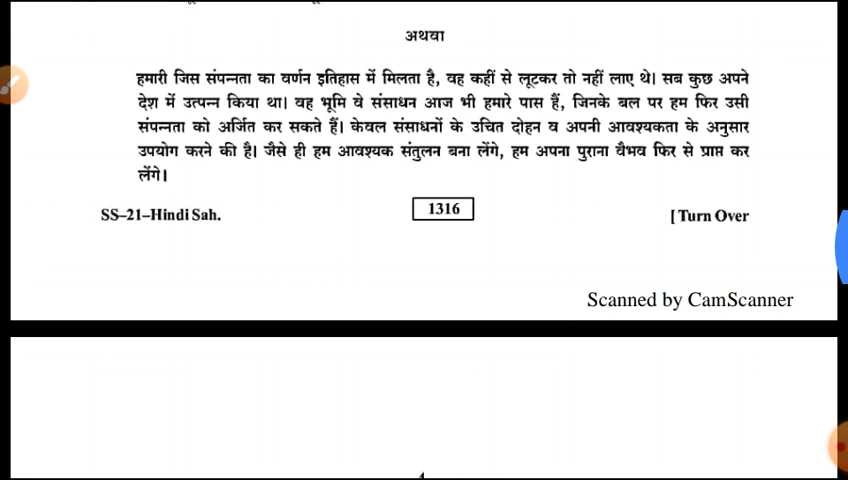 अथवा
हमारी जिस संपन्नता का वर्णन इतिहास में मिलता है, वह कहीं से लूटकर तो नहीं लाए थे। सब कुछ अपने
देश में उत्पन्न किया था। वह भूमि वे संसाधन आज भी हमारे पास हैं, जिनके बल पर हम फिर उसी
संपन्नता को अर्जित कर सकते हैं। केवल संसाधनों के उचित दोहन व अपनी आवश्यकता के अनुसार
उपयोग करने की है। जैसे ही हम आवश्यक संतुलन बना लेंगे, हम अपना पुराना वैभव फिर से प्राप्त कर
लेंगे।
SS–21–Hindi Sah. 1316 [ Turn Over
Scanned by CamScanner